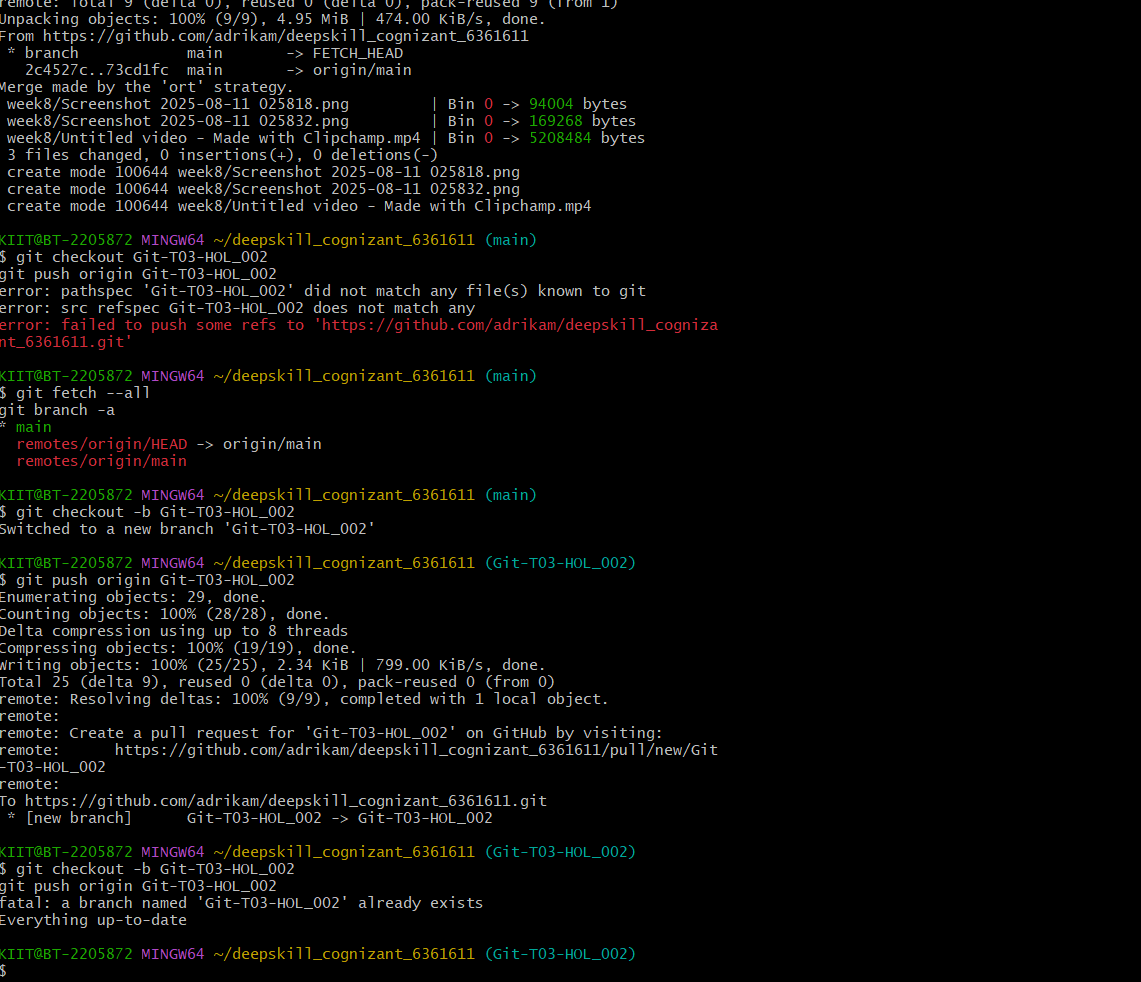 remote: Total 9 (delta 0), reused 0 (delta 0), pack-reused 9 (from 1)
Unpacking objects: 100% (9/9), 4.95 MiB | 474.00 KiB/s, done.
From https://github.com/adrikam/deepskill_cognizant_6361611
 * branch            main       -> FETCH_HEAD
   2c4527c..73cd1fc  main       -> origin/main
Merge made by the 'ort' strategy.
 week8/Screenshot 2025-08-11 025818.png         | Bin 0 -> 94004 bytes
 week8/Screenshot 2025-08-11 025832.png         | Bin 0 -> 169268 bytes
 week8/Untitled video - Made with Clipchamp.mp4 | Bin 0 -> 5208484 bytes
 3 files changed, 0 insertions(+), 0 deletions(-)
 create mode 100644 week8/Screenshot 2025-08-11 025818.png
 create mode 100644 week8/Screenshot 2025-08-11 025832.png
 create mode 100644 week8/Untitled video - Made with Clipchamp.mp4
KIIT@BT-2205872 MINGW64 ~/deepskill_cognizant_6361611 (main)
$ git checkout Git-T03-HOL_002
git push origin Git-T03-HOL_002
error: pathspec 'Git-T03-HOL_002' did not match any file(s) known to git
error: src refspec Git-T03-HOL_002 does not match any
error: failed to push some refs to 'https://github.com/adrikam/deepskill_cogniza
nt_6361611.git'
KIIT@BT-2205872 MINGW64 ~/deepskill_cognizant_6361611 (main)
$ git fetch --all
git branch -a
* main
  remotes/origin/HEAD -> origin/main
  remotes/origin/main
KIIT@BT-2205872 MINGW64 ~/deepskill_cognizant_6361611 (main)
$ git checkout -b Git-T03-HOL_002
Switched to a new branch 'Git-T03-HOL_002'
KIIT@BT-2205872 MINGW64 ~/deepskill_cognizant_6361611 (Git-T03-HOL_002)
$ git push origin Git-T03-HOL_002
Enumerating objects: 29, done.
Counting objects: 100% (28/28), done.
Delta compression using up to 8 threads
Compressing objects: 100% (19/19), done.
Writing objects: 100% (25/25), 2.34 KiB | 799.00 KiB/s, done.
Total 25 (delta 9), reused 0 (delta 0), pack-reused 0 (from 0)
remote: Resolving deltas: 100% (9/9), completed with 1 local object.
remote:
remote: Create a pull request for 'Git-T03-HOL_002' on GitHub by visiting:
remote:      https://github.com/adrikam/deepskill_cognizant_6361611/pull/new/Git
-T03-HOL_002
remote:
To https://github.com/adrikam/deepskill_cognizant_6361611.git
 * [new branch]      Git-T03-HOL_002 -> Git-T03-HOL_002
KIIT@BT-2205872 MINGW64 ~/deepskill_cognizant_6361611 (Git-T03-HOL_002)
$ git checkout -b Git-T03-HOL_002
git push origin Git-T03-HOL_002
fatal: a branch named 'Git-T03-HOL_002' already exists
Everything up-to-date
KIIT@BT-2205872 MINGW64 ~/deepskill_cognizant_6361611 (Git-T03-HOL_002)
$